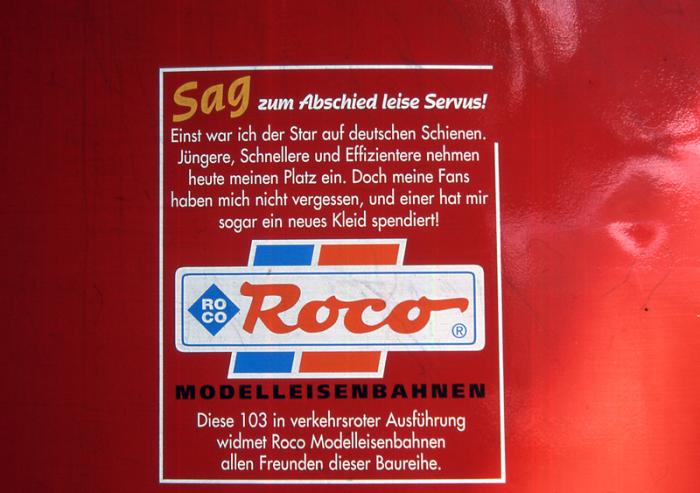 Sag zum Abschied leise Servus!
Einst war ich der Star auf deutschen Schienen.
Jüngere, Schnellere und Effizientere nehmen
heute meinen Platz ein. Doch meine Fans
haben mich nicht vergessen, und einer hat mir
sogar ein neues Kleid spendiert!
RO
CO
Roco®
MODELLEISENBAHNEN
Diese 103 in verkehrsroter Ausführung
widmet Roco Modelleisenbahnen
allen Freunden dieser Baureihe.